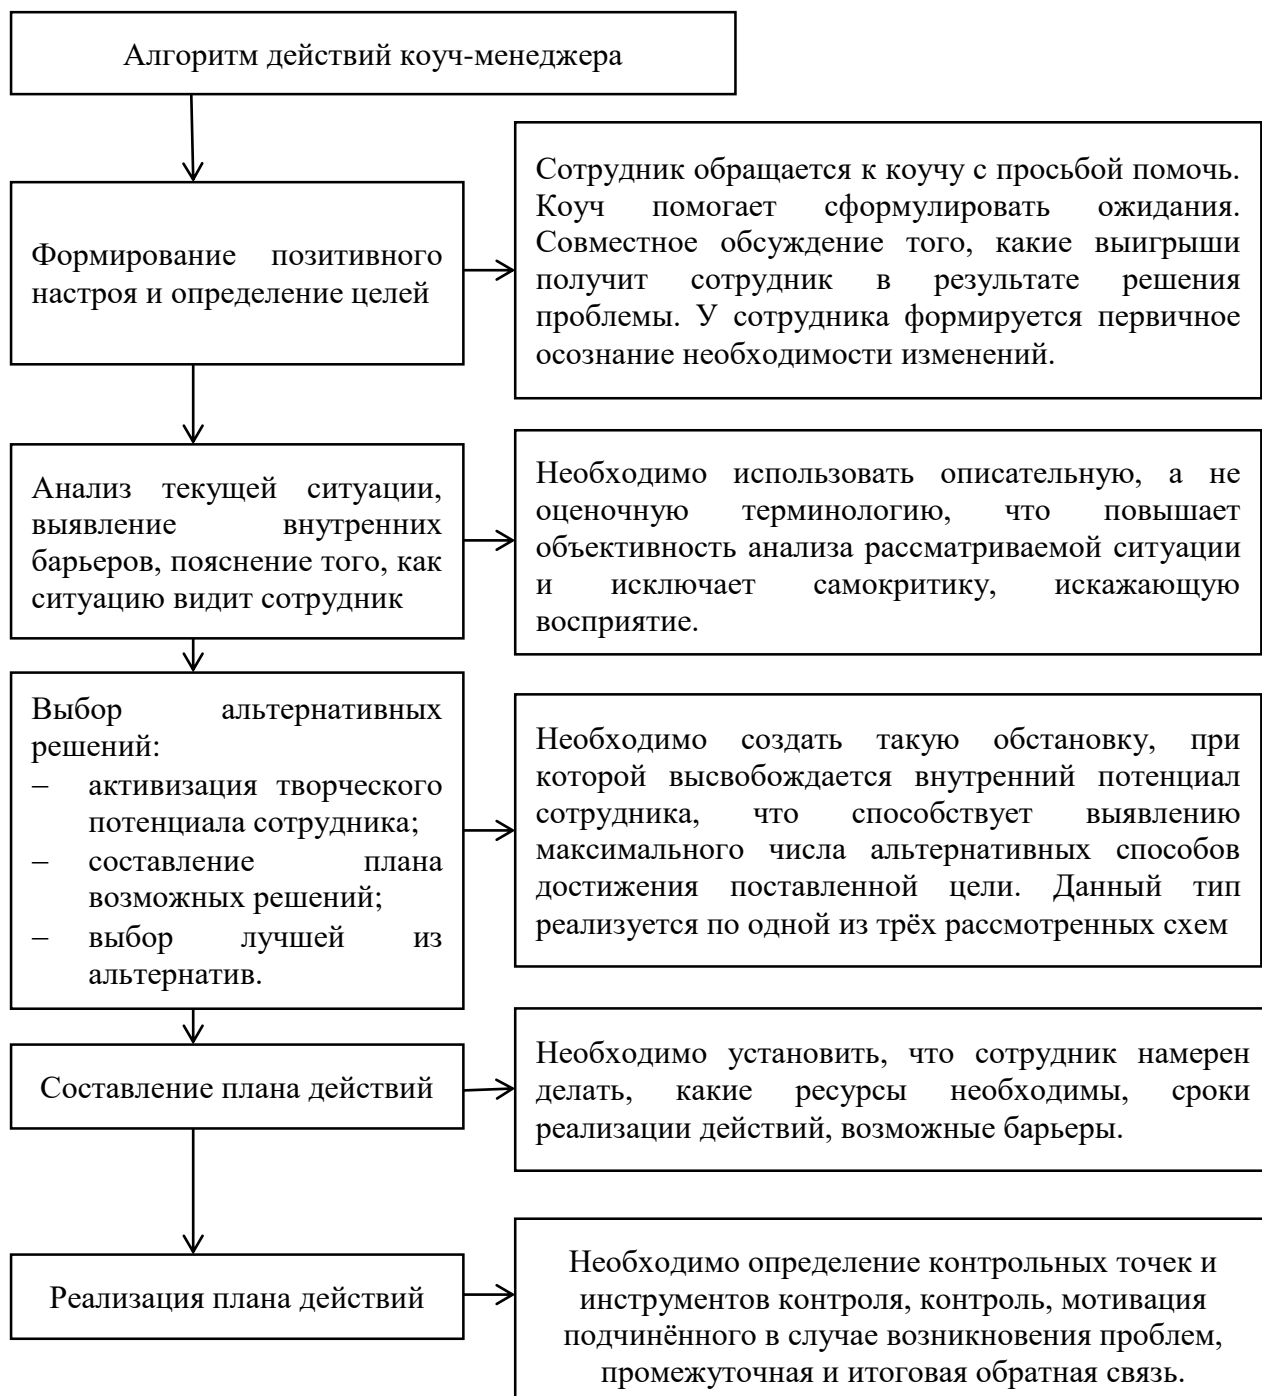 Алгоритм действий коуч-менеджера
Формирование позитивного
настроя и определение целей
Сотрудник обращается к коучу с просьбой помочь.
Коуч помогает сформулировать ожидания.
Совместное обсуждение того, какие выигрыши
получит сотрудник в результате решения
проблемы. У сотрудника формируется первичное
осознание необходимости изменений.
Анализ текущей ситуации,
выявление внутренних
барьеров, пояснение того, как
ситуацию видит сотрудник
Необходимо использовать описательную, а не
оценочную терминологию, что повышает
объективность анализа рассматриваемой ситуации
и исключает самокритику, искажающую
восприятие.
Выбор альтернативных
решений:
– активизация творческого
потенциала сотрудника;
– составление плана
возможных решений;
– выбор лучшей из
альтернатив.
Необходимо создать такую обстановку, при
которой высвобождается внутренний потенциал
сотрудника, что способствует выявлению
максимального числа альтернативных способов
достижения поставленной цели. Данный тип
реализуется по одной из трёх рассмотренных схем
Составление плана действий
Необходимо установить, что сотрудник намерен
делать, какие ресурсы необходимы, сроки
реализации действий, возможные барьеры.
Реализация плана действий
Необходимо определение контрольных точек и
инструментов контроля, контроль, мотивация
подчинённого в случае возникновения проблем,
промежуточная и итоговая обратная связь.